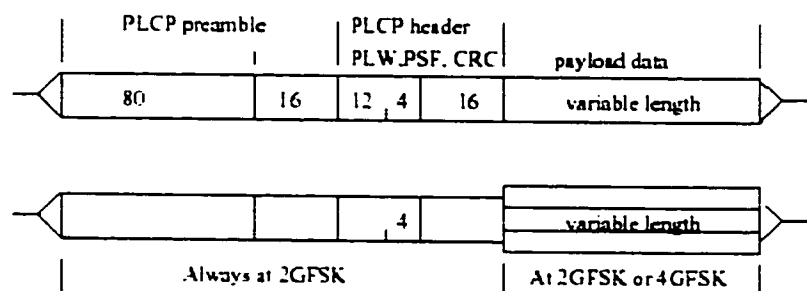 PLCP preamble PLCP header
PLW,PSF, CRC payload data
80 16 12 4 16 variable length
4 variable length
Always at 2GFSK At 2GFSK or 4GFSK